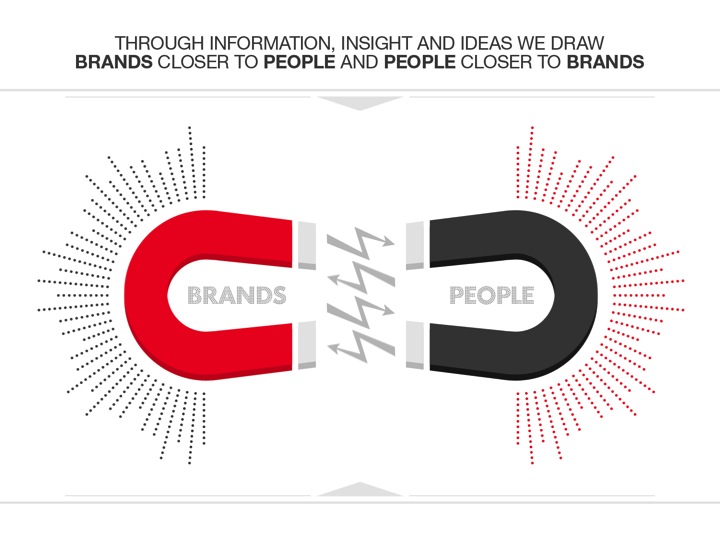 THROUGH INFORMATION, INSIGHT AND IDEAS WE DRAW
BRANDS CLOSER TO PEOPLE AND PEOPLE CLOSER TO BRANDS
BRANDS
PEOPLE